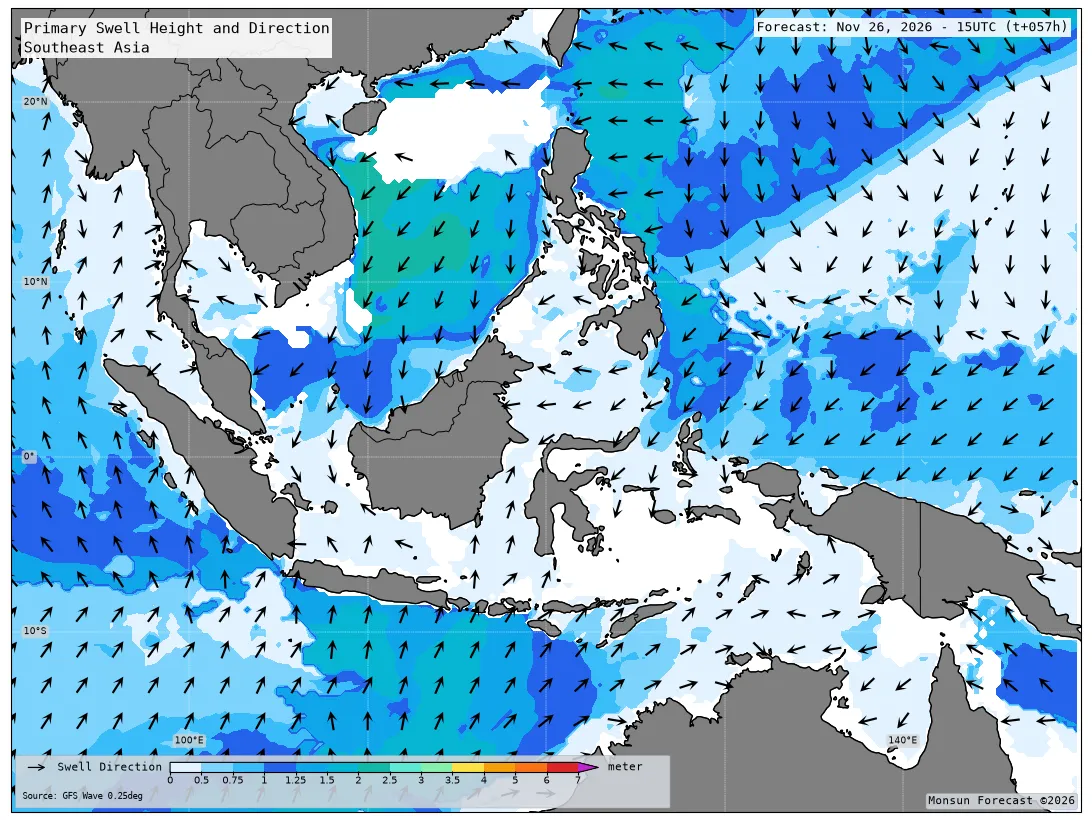 Primary Swell Height and Direction
Southeast Asia
Forecast: Nov 26, 2026 - 15UTC (t+057h)
20°N
10°N
0°
10°S
100°E
140°E
Swell Direction
0 0.5 0.75 1 1.25 1.5 2 2.5 3 3.5 4 5 6 7
meter
Source: GFS Wave 0.25deg
Monsun Forecast ©2026